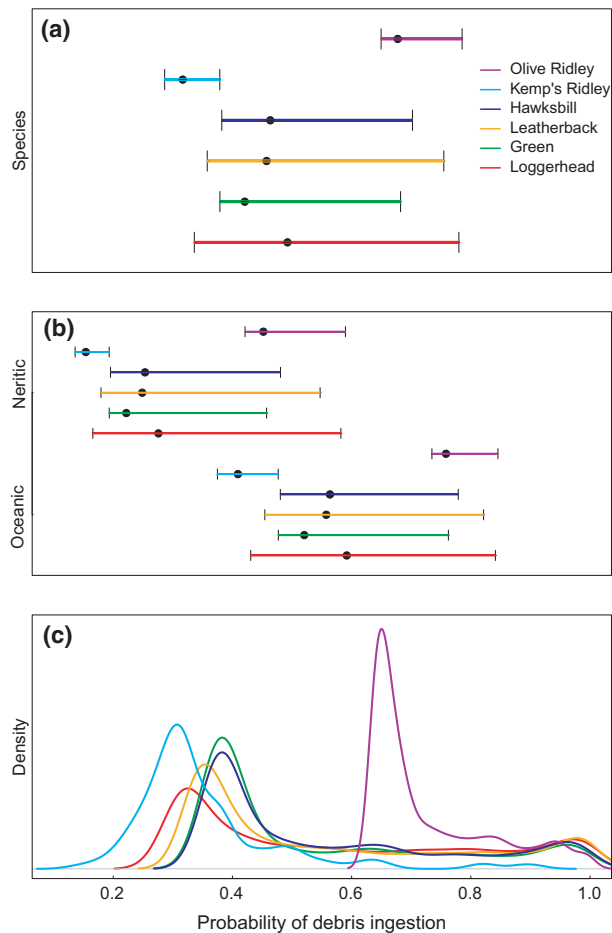 (a)
Species
Olive Ridley
Kemp's Ridley
Hawksbill
Leatherback
Green
Loggerhead
(b)
Neritic
Oceanic
(c)
Density
0.2 0.4 0.6 0.8 1.0
Probability of debris ingestion